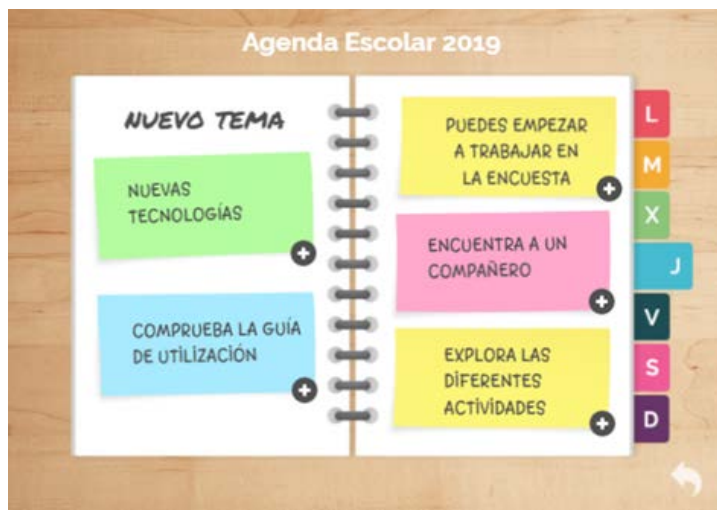 Agenda Escolar 2019
NUEVO TEMA
NUEVAS
TECNOLOGÍAS
COMPRUEBA LA GUÍA
DE UTILIZACIÓN
PUEDES EMPEZAR
A TRABAJAR EN
LA ENCUESTA
ENCUENTRA A UN
COMPAÑERO
EXPLORA LAS
DIFERENTES
ACTIVIDADES
L
M
X
J
V
S
D